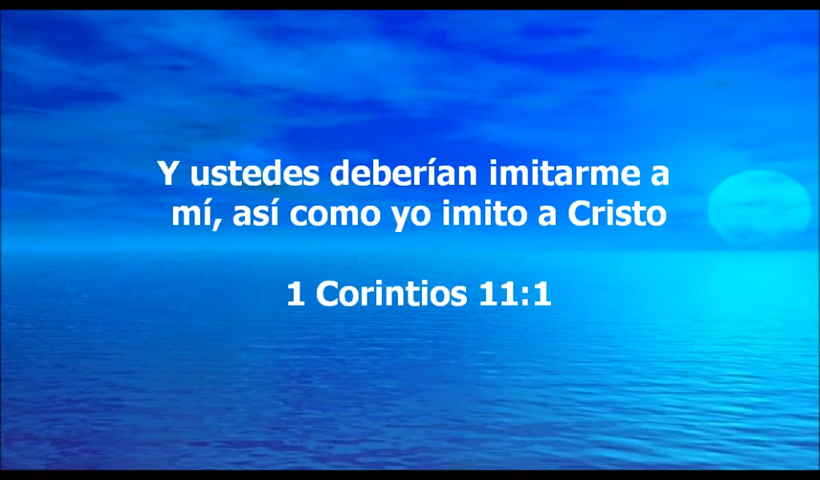 Y ustedes deberían imitarme a
mí, así como yo imito a Cristo
1 Corintios 11:1